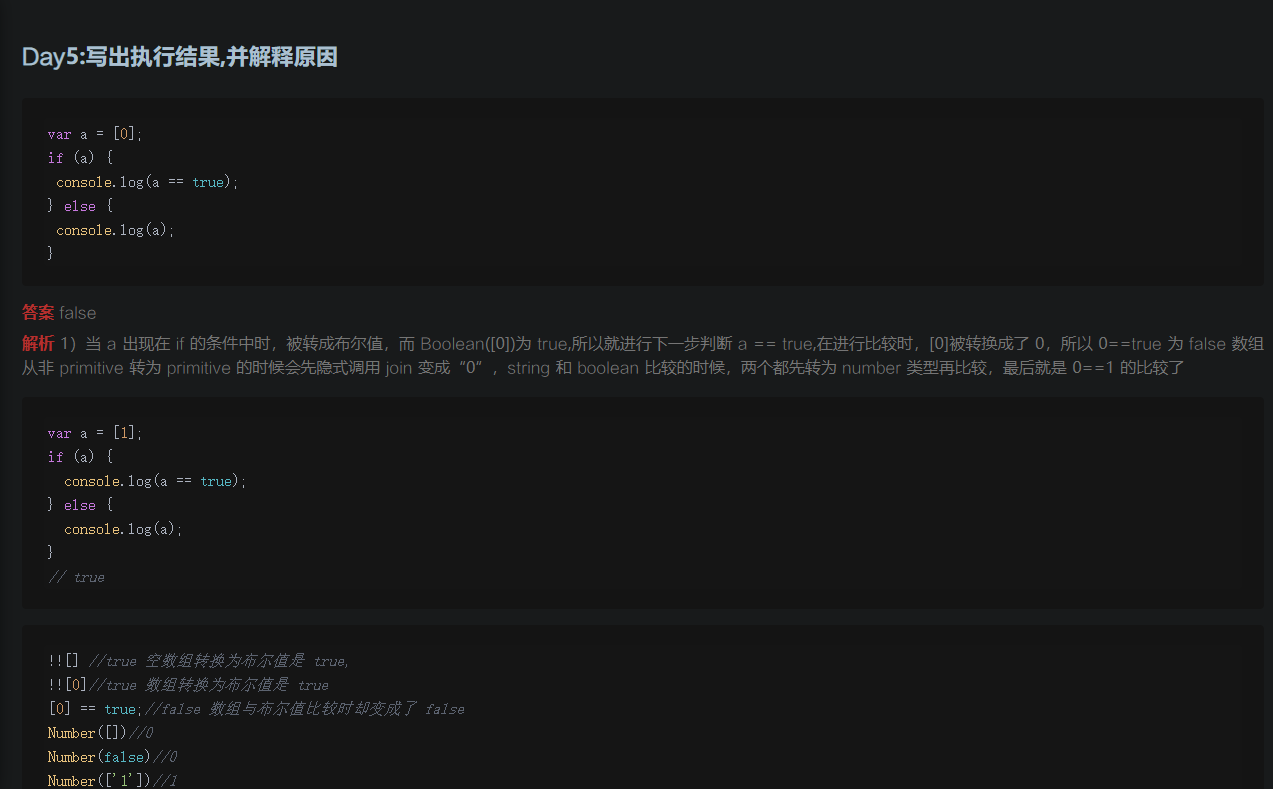 Day5:写出执行结果,并解释原因
var a = [0];
if (a) {
 console.log(a == true);
} else {
 console.log(a);
}
答案 false
解析 1）当 a 出现在 if 的条件中时，被转成布尔值，而 Boolean([0])为 true,所以就进行下一步判断 a == true,在进行比较时，[0]被转换成了 0，所以 0==true 为 false 数组
从非 primitive 转为 primitive 的时候会先隐式调用 join 变成“0”，string 和 boolean 比较的时候，两个都先转为 number 类型再比较，最后就是 0==1 的比较了
var a = [1];
if (a) {
  console.log(a == true);
} else {
  console.log(a);
}
// true
!![] //true 空数组转换为布尔值是 true,
!![0]//true 数组转换为布尔值是 true
[0] == true;//false 数组与布尔值比较时却变成了 false
Number([])//0
Number(false)//0
Number(['1'])//1